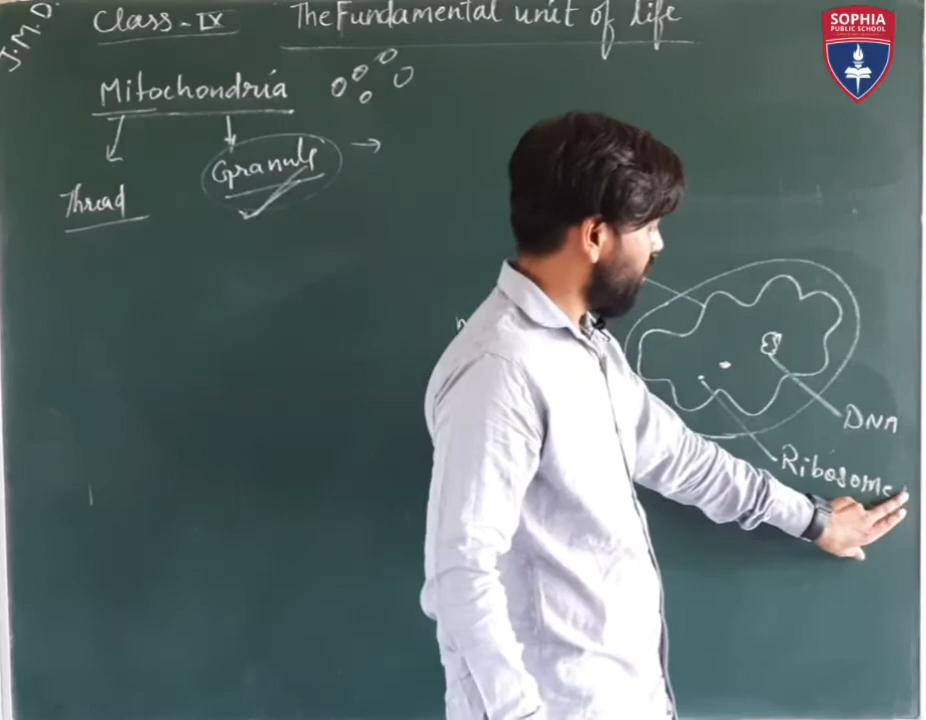 J.M.D.
Class - IX The Fundamental unit of life
SOPHIA
PUBLIC SCHOOL
Mitochondria
Granule
Thread
DNA
Ribosome